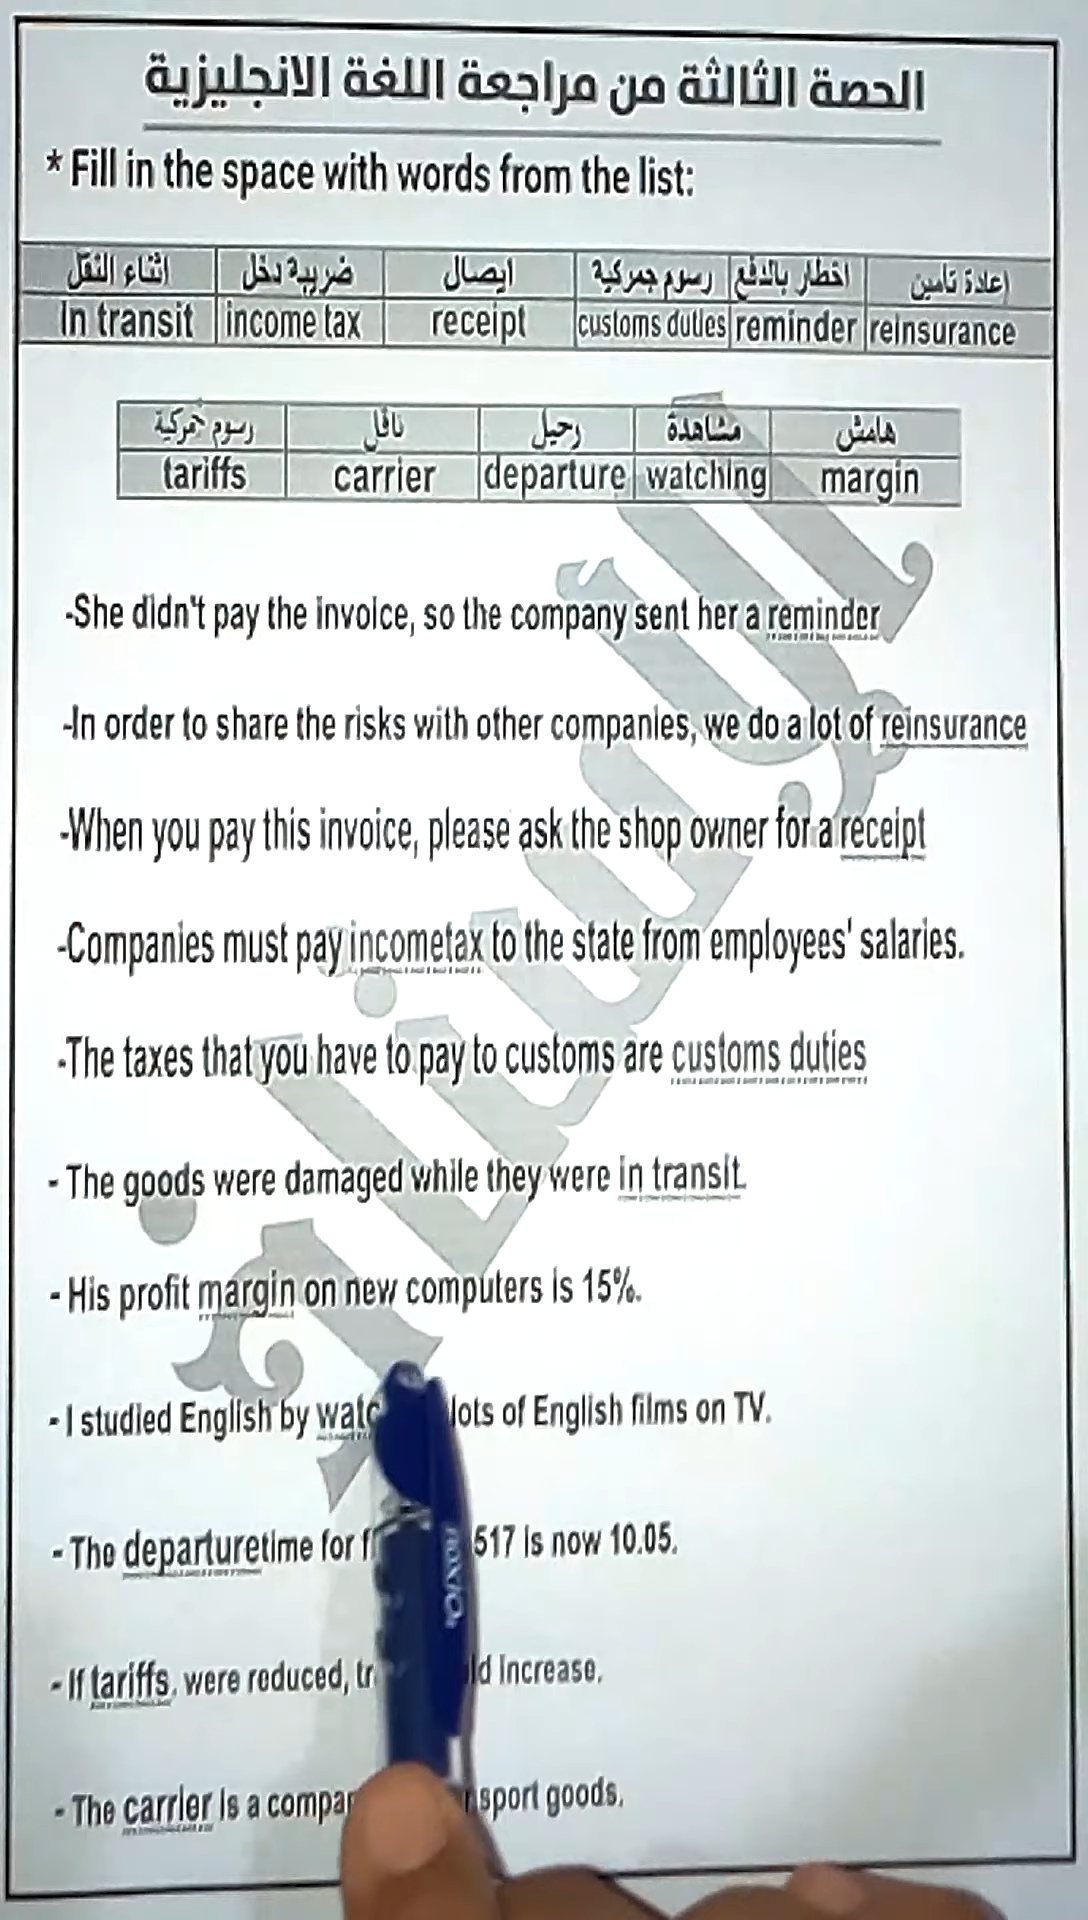 الحصة الثالثة من مراجعة اللغة الانجليزية
* Fill in the space with words from the list:
اثناء النقل ضريبة دخل ايصال رسوم جمركية اخطار بالدفع اعادة تأمين
In transit income tax receipt customs duties reminder reinsurance
رسوم جمركية ناقل رحيل مشاهدة هامش
tariffs carrier departure watching margin
-She didn't pay the invoice, so the company sent her a reminder
-In order to share the risks with other companies, we do a lot of reinsurance
-When you pay this invoice, please ask the shop owner for a receipt
-Companies must pay incometax to the state from employees' salaries.
-The taxes that you have to pay to customs are customs duties
- The goods were damaged while they were in transit.
- His profit margin on new computers is 15%.
- I studied English by lots of English films on TV.
- The departuretime for 517 is now 10.05.
- If tariffs, were reduced, increase.
- The carrier is a goods.